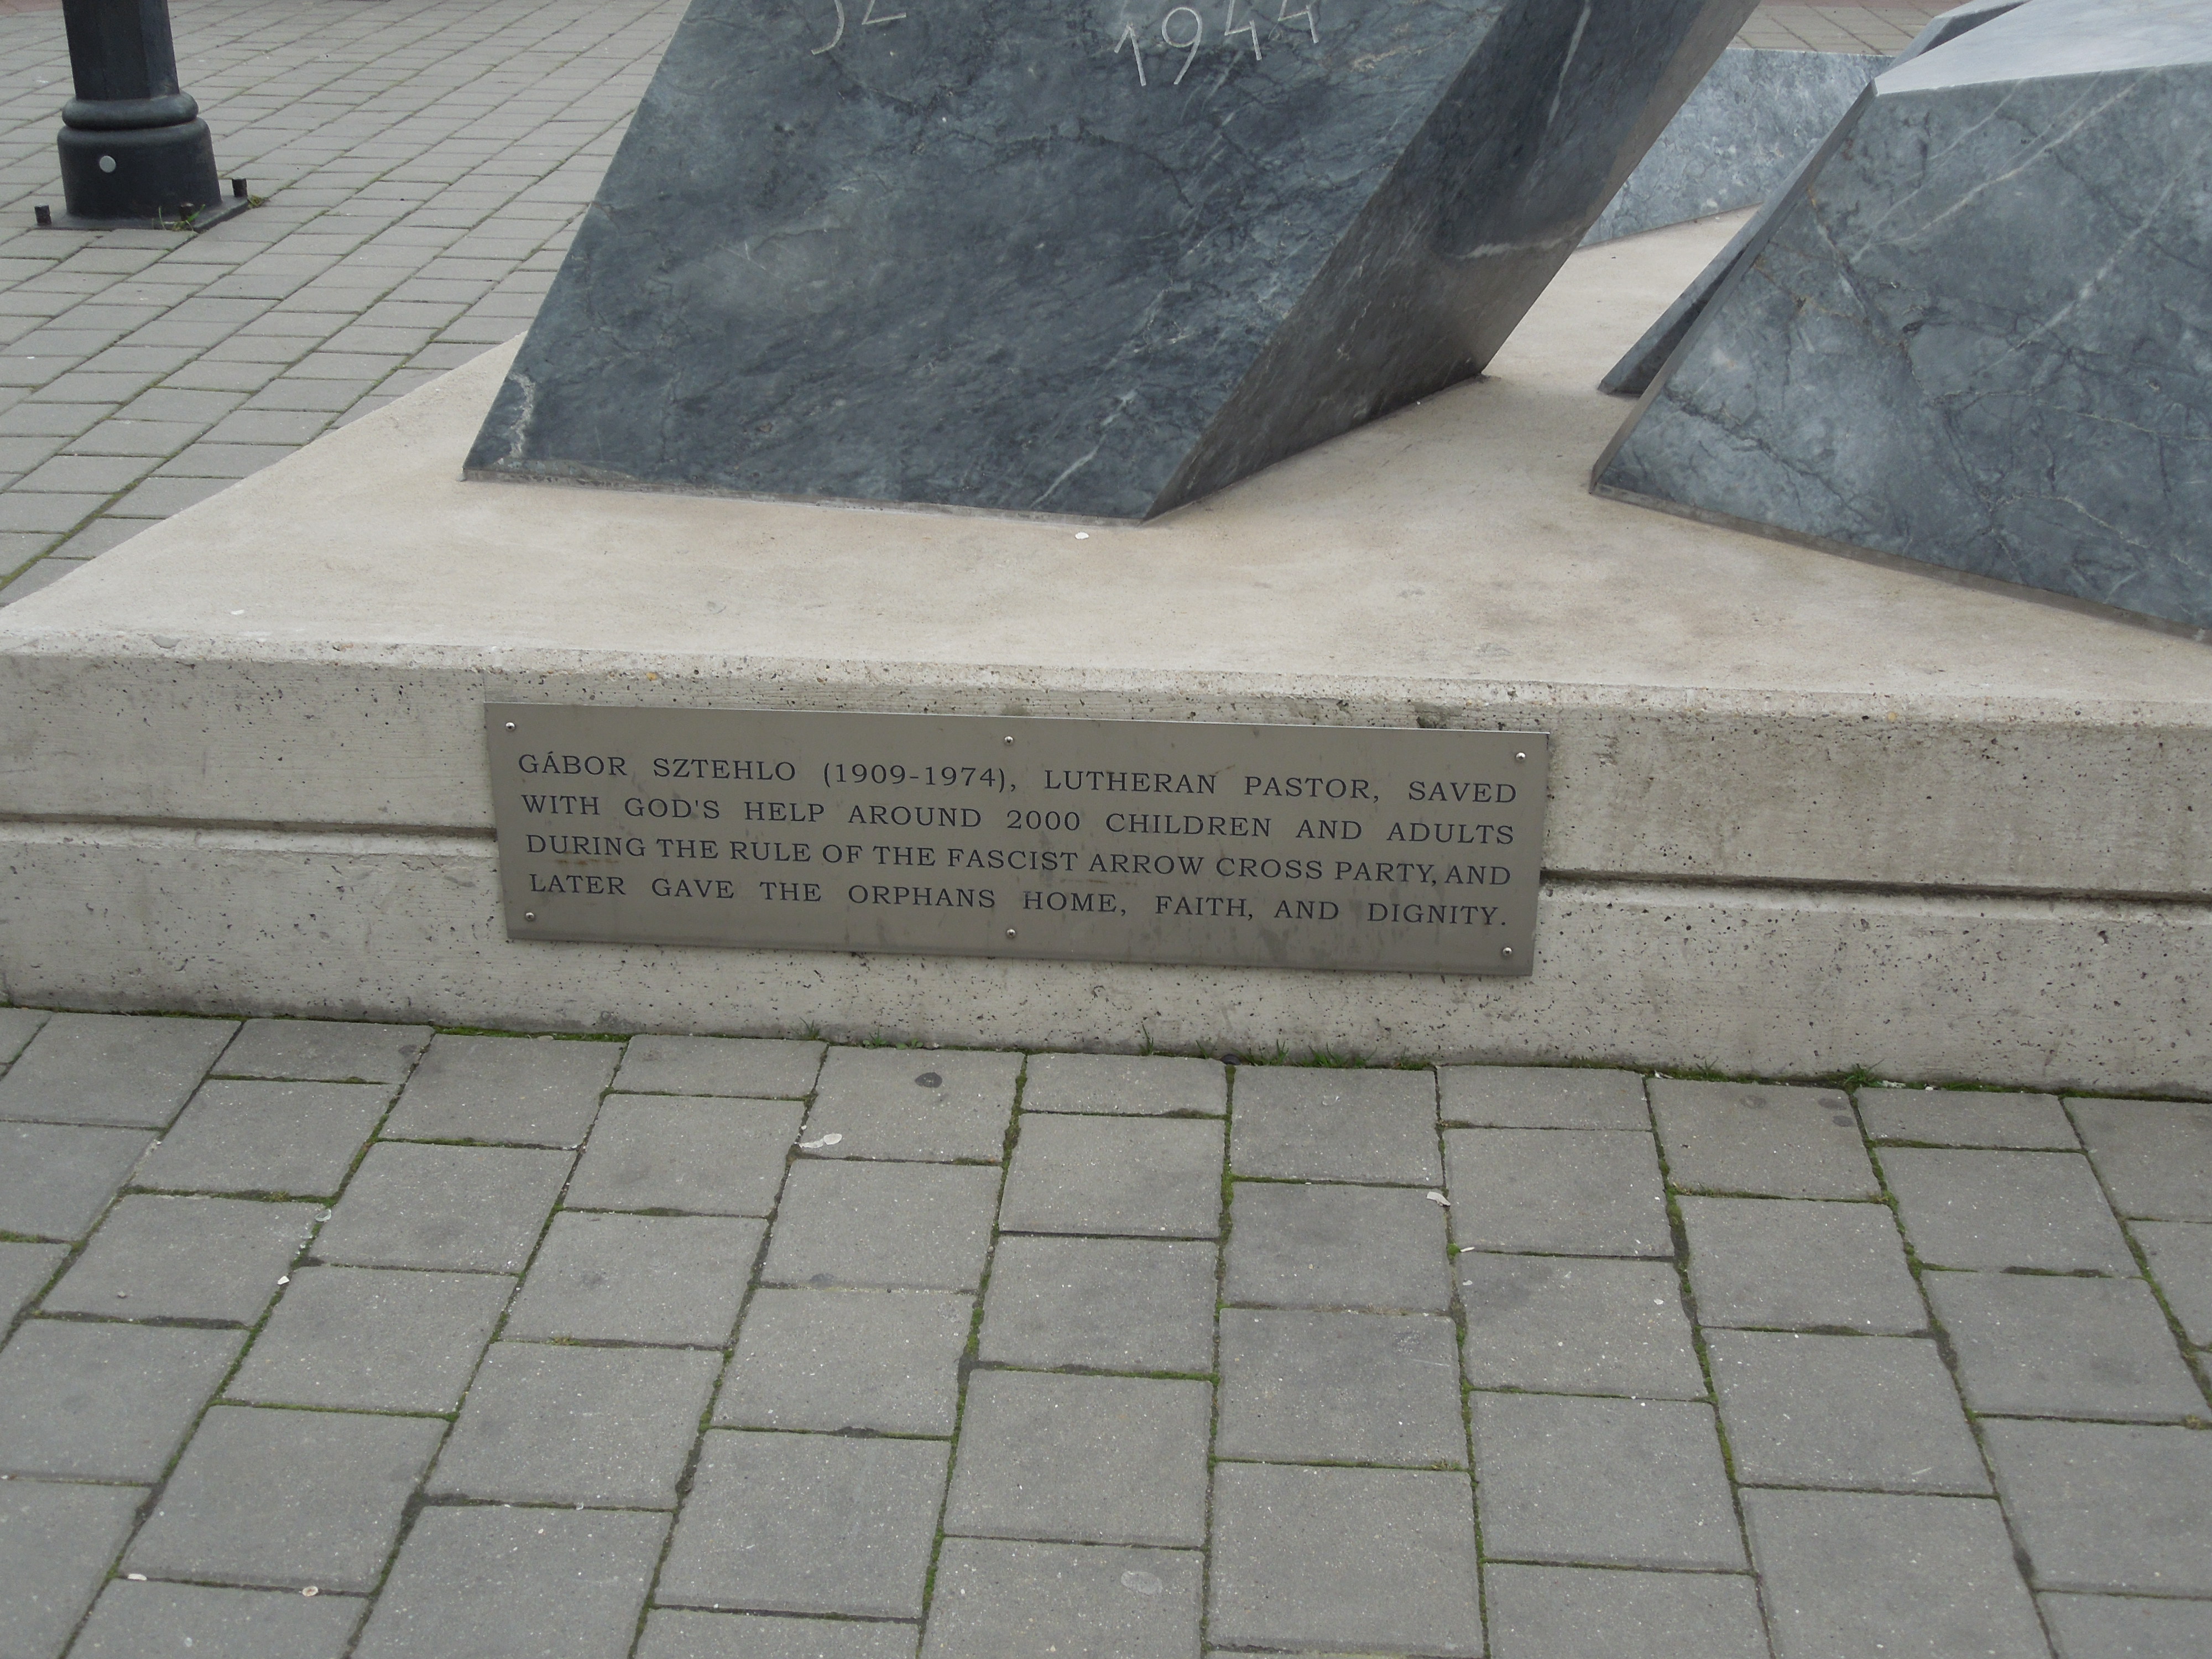 1944
GÁBOR SZTEHLO (1909-1974), LUTHERAN PASTOR, SAVED
WITH GOD'S HELP AROUND 2000 CHILDREN AND ADULTS
DURING THE RULE OF THE FASCIST ARROW CROSS PARTY, AND
LATER GAVE THE ORPHANS HOME, FAITH, AND DIGNITY.